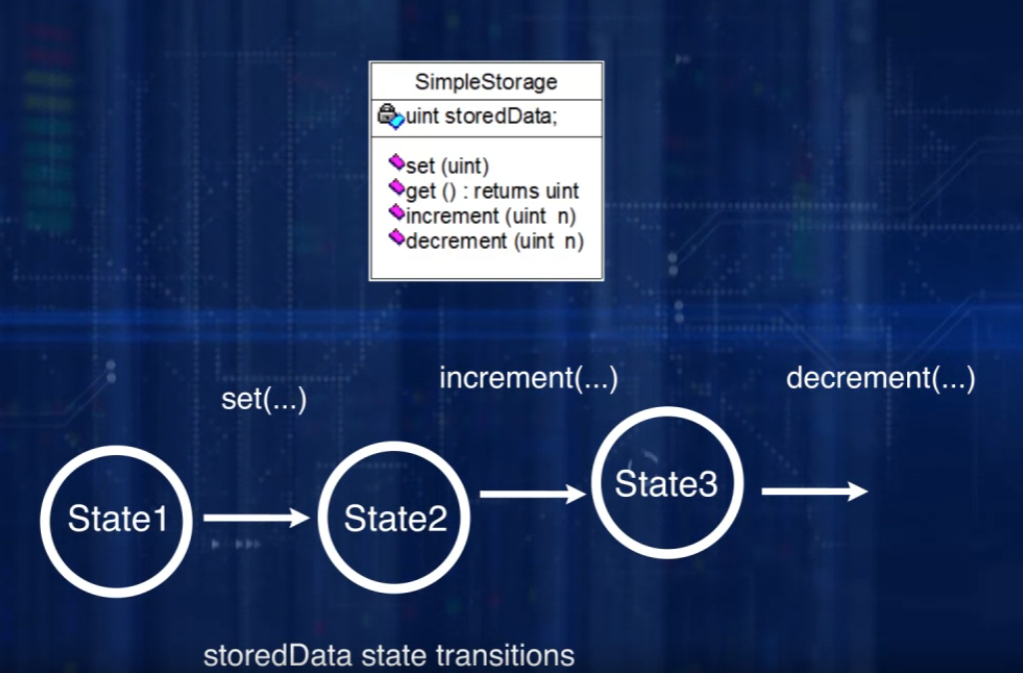 SimpleStorage
uint storedData;
set (uint)
get () : returns uint
increment (uint n)
decrement (uint n)
set(...)
increment(...)
decrement(...)
State1
State2
State3
storedData state transitions